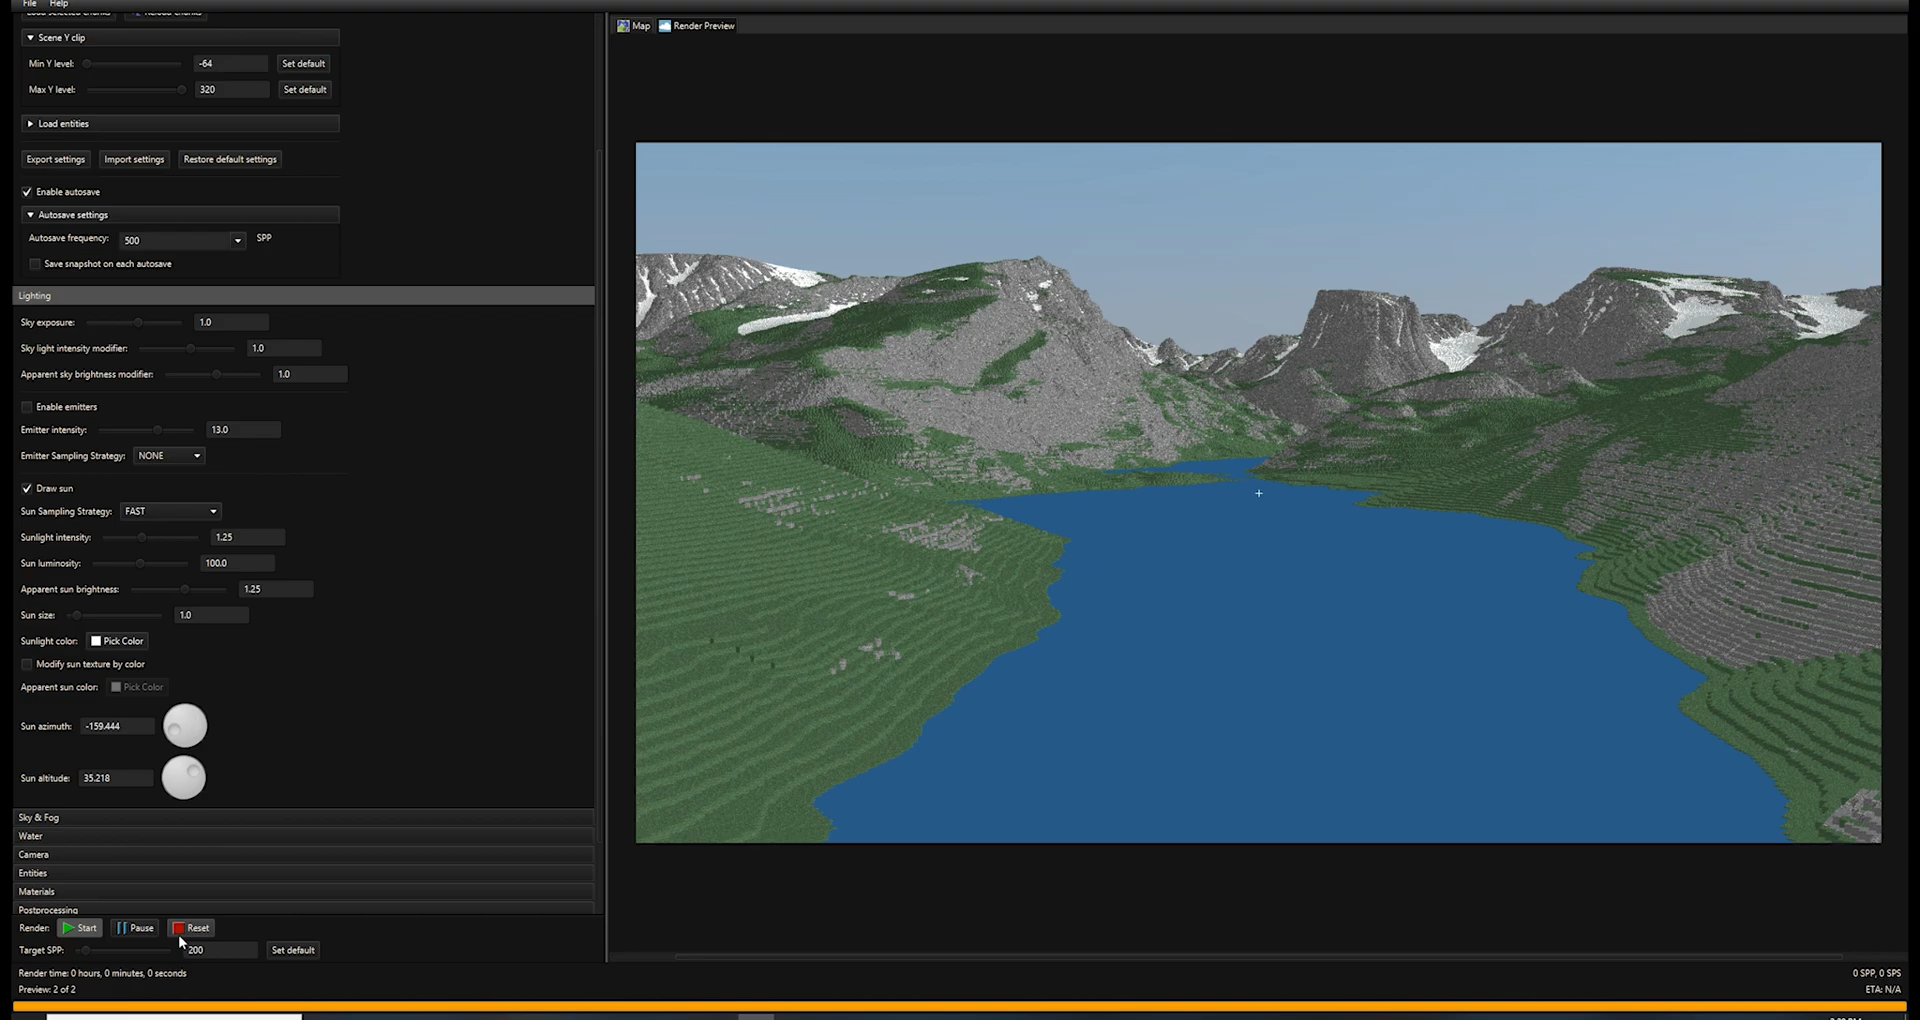 File Help
Map Render Preview
Scene Y clip
Min Y level: -64 Set default
Max Y level: 320 Set default
Load entities
Export settings Import settings Restore default settings
Enable autosave
Autosave settings
Autosave frequency: 500 SPP
Save snapshot on each autosave
Lighting
Sky exposure: 1.0
Sky light intensity modifier: 1.0
Apparent sky brightness modifier: 1.0
Enable emitters
Emitter intensity: 13.0
Emitter Sampling Strategy: NONE
Draw sun
Sun Sampling Strategy: FAST
Sunlight intensity: 1.25
Sun luminosity: 100.0
Apparent sun brightness: 1.25
Sun size: 1.0
Sunlight color: Pick Color
Modify sun texture by color
Apparent sun color: Pick Color
Sun azimuth: -159.444
Sun altitude: 35.218
Sky & Fog
Water
Camera
Entities
Materials
Postprocessing
Render: Start Pause Reset
Target SPP: 200 Set default
Render time: 0 hours, 0 minutes, 0 seconds
0 SPP, 0 SPS
Preview: 2 of 2
ETA: N/A